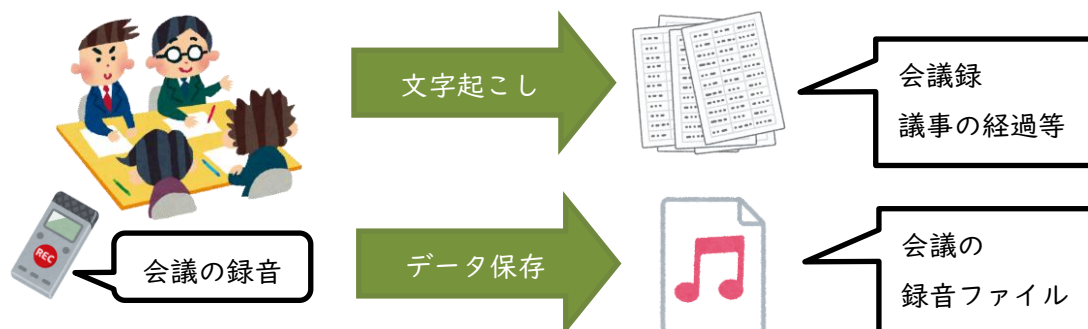 文字起こし
会議録
議事の経過等
REC
会議の録音
データ保存
会議の
録音ファイル